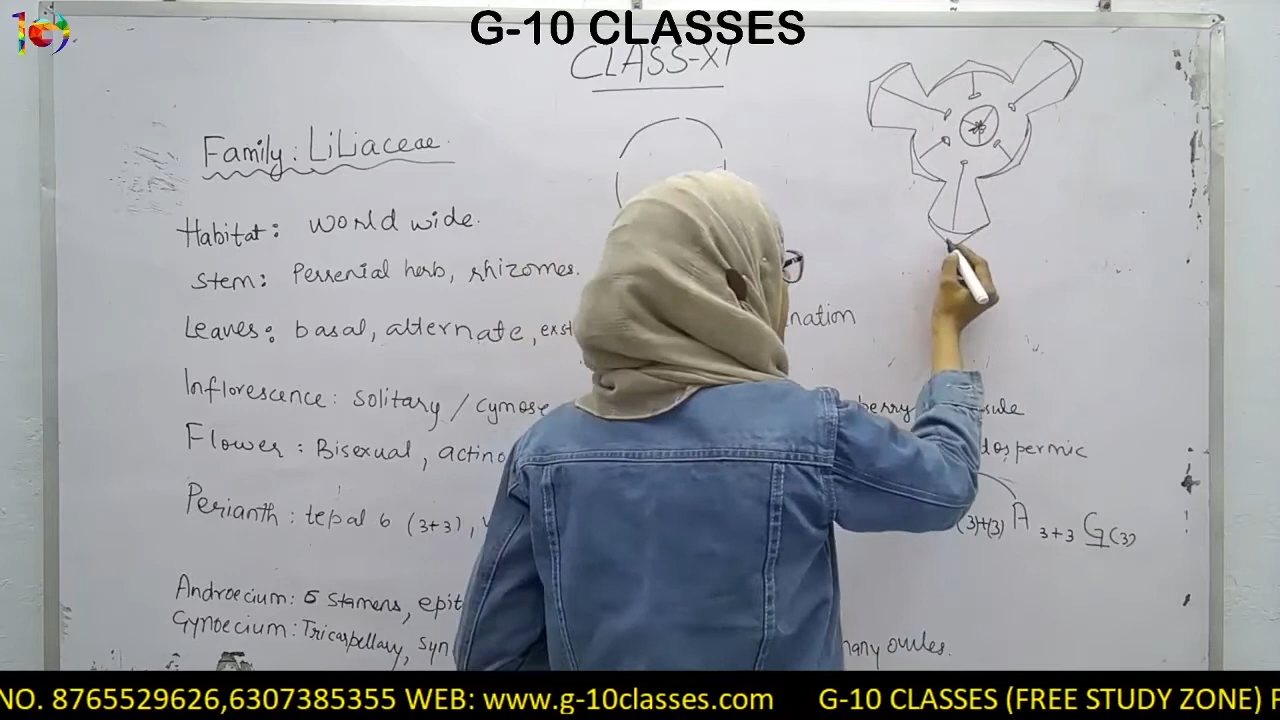 G-10 CLASSES
CLASS-XI
Family: Liliaceae
Habitat: world wide.
Stem: Perrenial herb, rhizomes.
Leaves: basal, alternate, exst
nation
Inflorescence: solitary / cymose
berry sule
Flower: Bisexual, actino
dospermic
Perianth: tepal 6 (3+3),
(3)+(3) A 3+3 G (3)
Androecium: 6 stamens, epit
Gynoecium: Tricarpellary, syn
many ovules.
NO. 8765529626,6307385355 WEB: www.g-10classes.com G-10 CLASSES (FREE STUDY ZONE) P